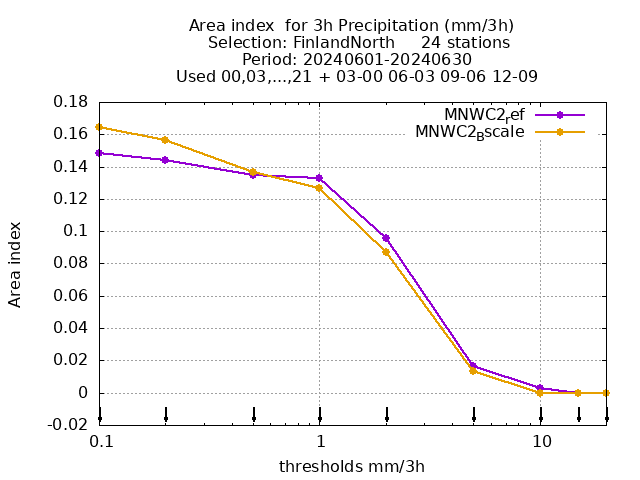 Area index  for 3h Precipitation (mm/3h)
Selection: FinlandNorth     24 stations
Period: 20240601-20240630
Used 00,03,...,21 + 03-00 06-03 09-06 12-09
MNWC2ref
MNWC2Bscale
0.18
0.16
0.14
0.12
0.1
0.08
0.06
0.04
0.02
0
-0.02
Area index
0.1 1 10
thresholds mm/3h